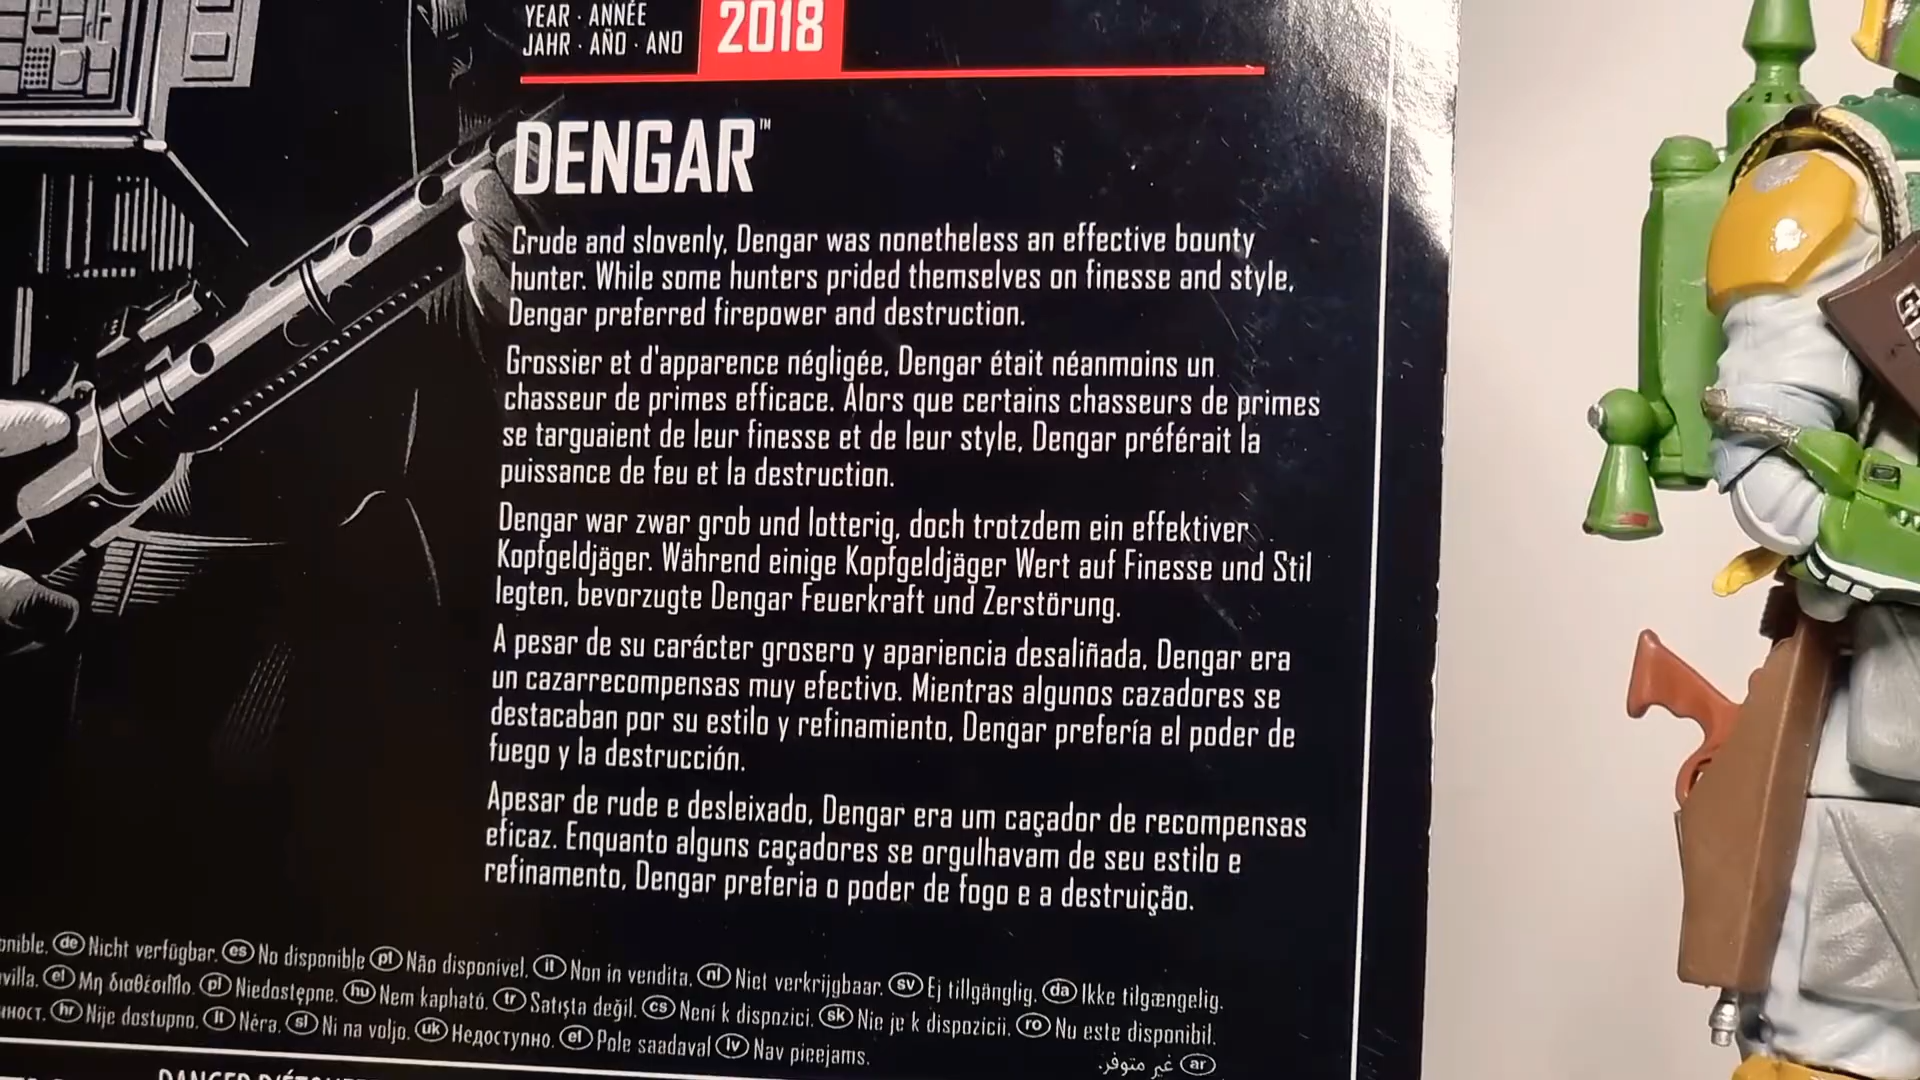 YEAR · ANNÉE
JAHR · AÑO · ANO
2018
DENGAR™
Crude and slovenly, Dengar was nonetheless an effective bounty
hunter. While some hunters prided themselves on finesse and style,
Dengar preferred firepower and destruction.
Grossier et d'apparence négligée, Dengar était néanmoins un
chasseur de primes efficace. Alors que certains chasseurs de primes
se targuaient de leur finesse et de leur style, Dengar préférait la
puissance de feu et la destruction.
Dengar war zwar grob und lotterig, doch trotzdem ein effektiver
Kopfgeldjäger. Während einige Kopfgeldjäger Wert auf Finesse und Stil
legten, bevorzugte Dengar Feuerkraft und Zerstörung.
A pesar de su carácter grosero y apariencia desaliñada, Dengar era
un cazarrecompensas muy efectivo. Mientras algunos cazadores se
destacaban por su estilo y refinamiento, Dengar prefería el poder de
fuego y la destrucción.
Apesar de rude e desleixado, Dengar era um caçador de recompensas
eficaz. Enquanto alguns caçadores se orgulhavam de seu estilo e
refinamento, Dengar preferia o poder de fogo e a destruição.
onible. de Nicht verfügbar. es No disponible pt Não disponível. it Non in vendita. nl Niet verkrijgbaar. sv Ej tillgänglig. da Ikke tilgængelig.
villa. el Μη διαθέσιμο. pl Niedostępne. hu Nem kapható. tr Satışta değil. cs Není k dispozici. sk Nie je k dispozícii. ro Nu este disponibil.
ност. hr Nije dostupno. lt Nėra. sl Ni na voljo. uk Недоступно. et Pole saadaval lv Nav pieejams.
ar غير متوفر.